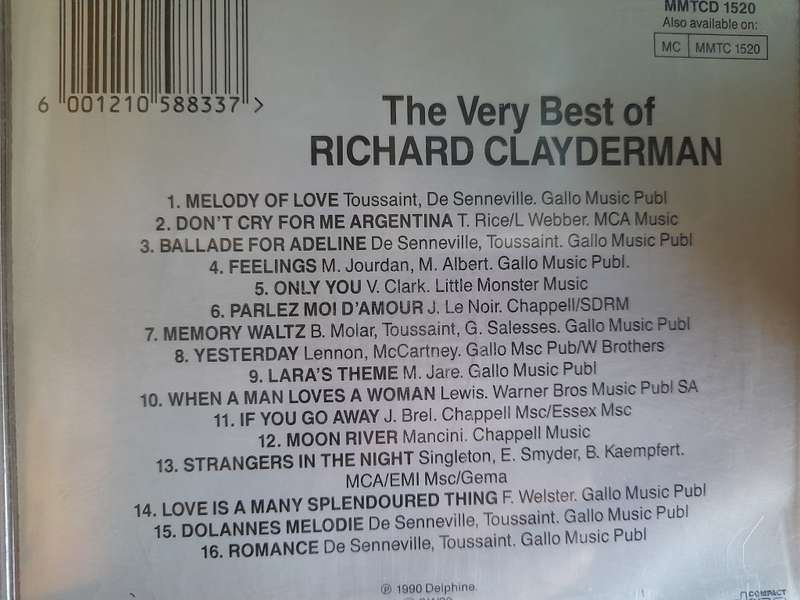 MMTCD 1520
Also available on:
MC MMTC 1520
6 001210 588337 >
The Very Best of
RICHARD CLAYDERMAN
1. MELODY OF LOVE Toussaint, De Senneville. Gallo Music Publ
2. DON'T CRY FOR ME ARGENTINA T. Rice/L Webber. MCA Music
3. BALLADE FOR ADELINE De Senneville, Toussaint. Gallo Music Publ
4. FEELINGS M. Jourdan, M. Albert. Gallo Music Publ.
5. ONLY YOU V. Clark. Little Monster Music
6. PARLEZ MOI D'AMOUR J. Le Noir. Chappell/SDRM
7. MEMORY WALTZ B. Molar, Toussaint, G. Salesses. Gallo Music Publ
8. YESTERDAY Lennon, McCartney. Gallo Msc Pub/W Brothers
9. LARA'S THEME M. Jare. Gallo Music Publ
10. WHEN A MAN LOVES A WOMAN Lewis. Warner Bros Music Publ SA
11. IF YOU GO AWAY J. Brel. Chappell Msc/Essex Msc
12. MOON RIVER Mancini. Chappell Music
13. STRANGERS IN THE NIGHT Singleton, E. Smyder, B. Kaempfert.
MCA/EMI Msc/Gema
14. LOVE IS A MANY SPLENDOURED THING F. Welster. Gallo Music Publ
15. DOLANNES MELODIE De Senneville, Toussaint. Gallo Music Publ
16. ROMANCE De Senneville, Toussaint. Gallo Music Publ
℗ 1990 Delphine.
COMPACT